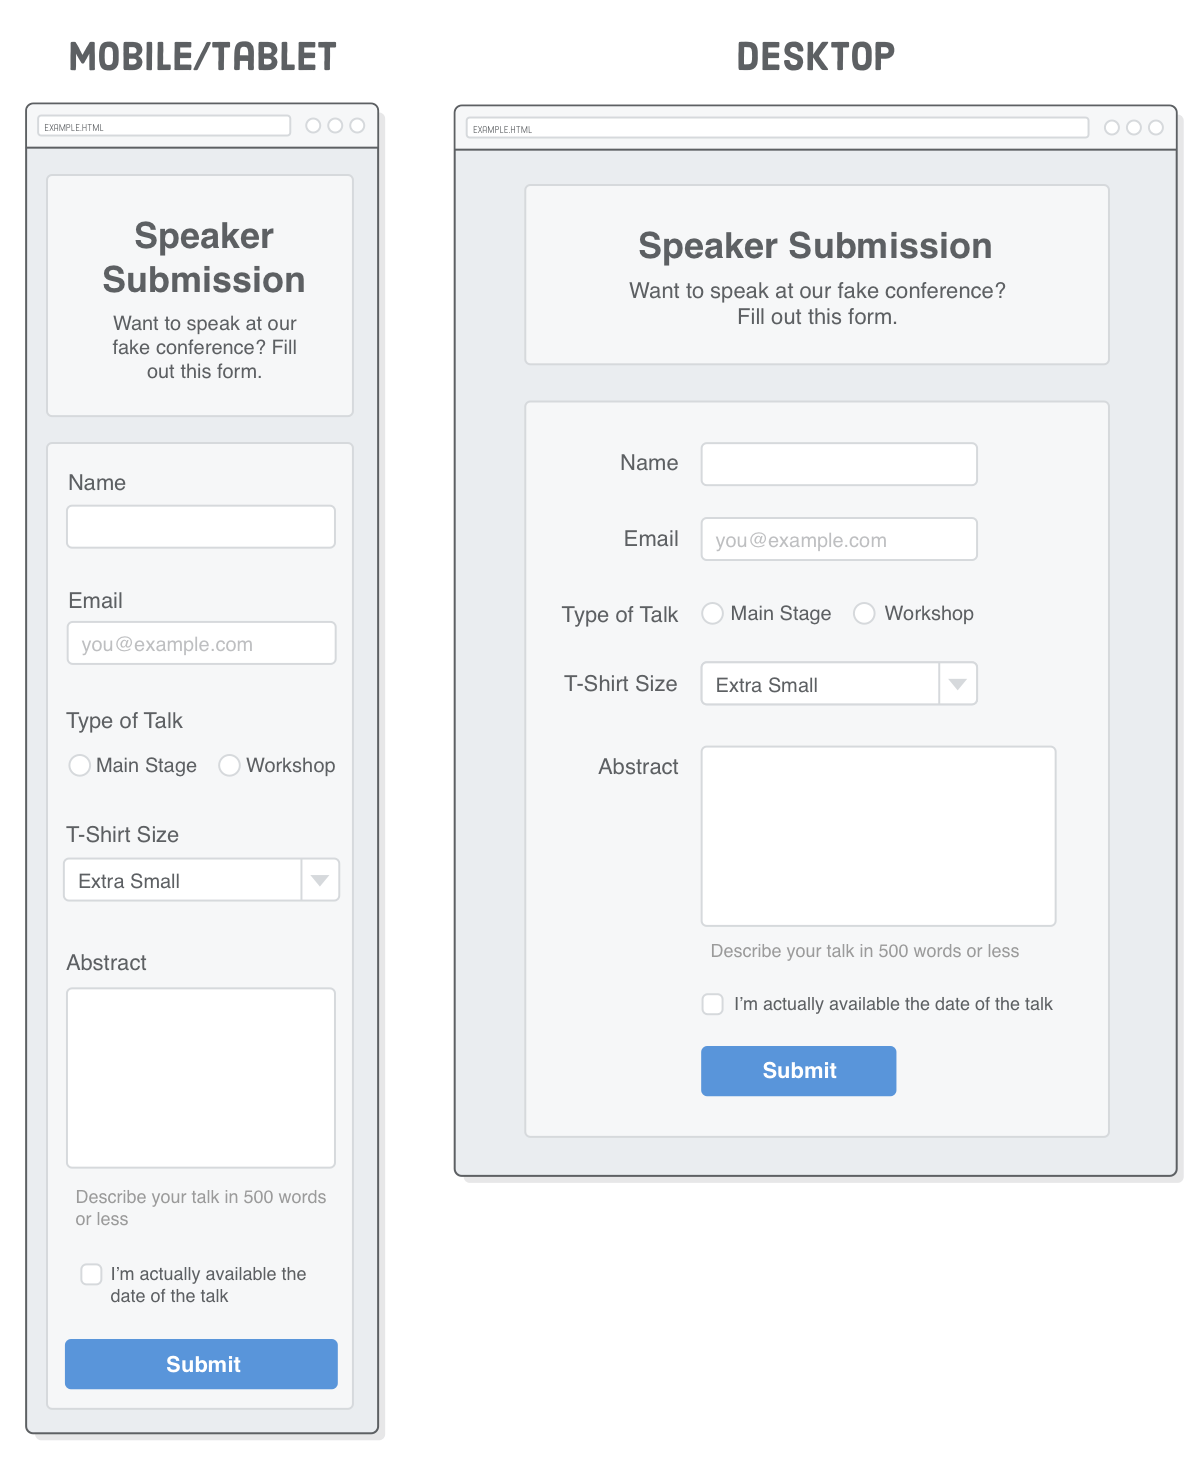 MOBILE/TABLET
EXAMPLE.HTML
Speaker
Submission
Want to speak at our
fake conference? Fill
out this form.
Name
Email
you@example.com
Type of Talk
Main Stage Workshop
T-Shirt Size
Extra Small
Abstract
Describe your talk in 500 words
or less
I'm actually available the
date of the talk
Submit
DESKTOP
EXAMPLE.HTML
Speaker Submission
Want to speak at our fake conference?
Fill out this form.
Name
Email you@example.com
Type of Talk Main Stage Workshop
T-Shirt Size Extra Small
Abstract
Describe your talk in 500 words or less
I'm actually available the date of the talk
Submit